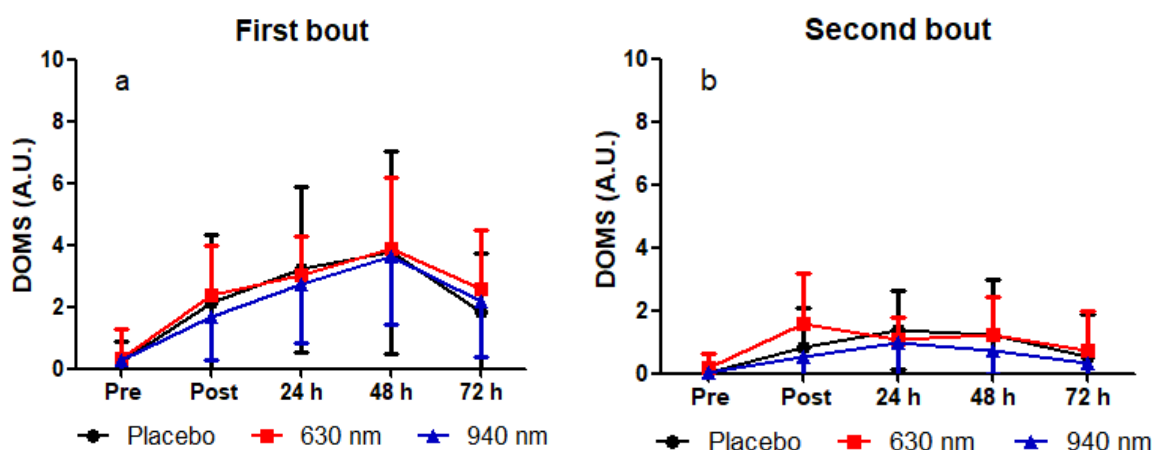 First bout
a
DOMS (A.U.)
10
8
6
4
2
0
Pre Post 24 h 48 h 72 h
Placebo 630 nm 940 nm
Second bout
b
DOMS (A.U.)
10
8
6
4
2
0
Pre Post 24 h 48 h 72 h
Placebo 630 nm 940 nm